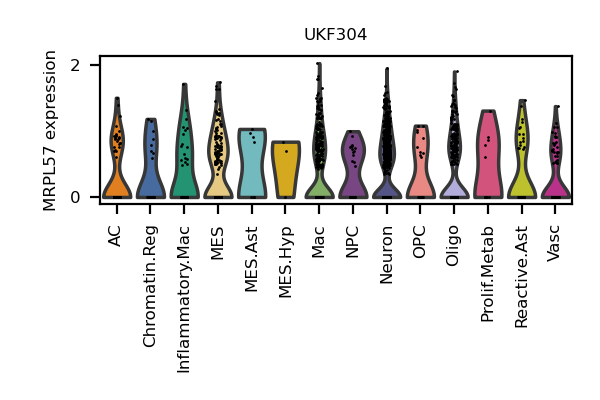 UKF304
MRPL57 expression
2
0
AC
Chromatin.Reg
Inflammatory.Mac
MES
MES.Ast
MES.Hyp
Mac
NPC
Neuron
OPC
Oligo
Prolif.Metab
Reactive.Ast
Vasc